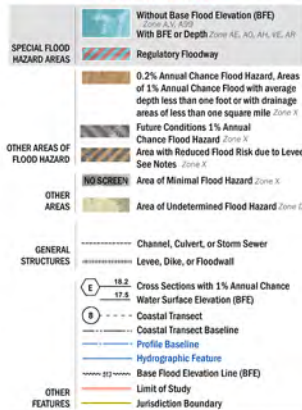 Without Base Flood Elevation (BFE)
Zone A,V, A99
With BFE or Depth Zone AE, AO, AH, VE, AR
SPECIAL FLOOD
HAZARD AREAS
Regulatory Floodway
0.2% Annual Chance Flood Hazard, Areas
of 1% Annual Chance Flood with average
depth less than one foot or with drainage
areas of less than one square mile Zone X
Future Conditions 1% Annual
Chance Flood Hazard Zone X
OTHER AREAS OF
FLOOD HAZARD
Area with Reduced Flood Risk due to Levee
See Notes Zone X
NO SCREEN Area of Minimal Flood Hazard Zone X
OTHER
AREAS
Area of Undetermined Flood Hazard Zone D
GENERAL
STRUCTURES
Channel, Culvert, or Storm Sewer
Levee, Dike, or Floodwall
E 18.2 Cross Sections with 1% Annual Chance
17.5 Water Surface Elevation (BFE)
8 Coastal Transect
Coastal Transect Baseline
Profile Baseline
Hydrographic Feature
Base Flood Elevation Line (BFE)
OTHER
FEATURES
Limit of Study
Jurisdiction Boundary